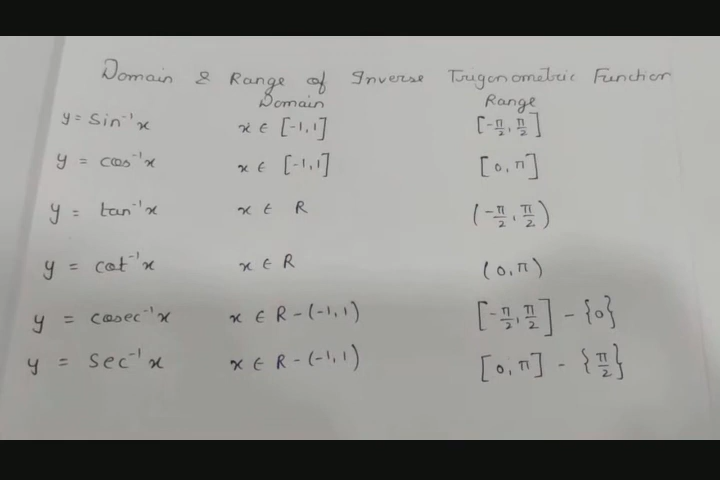 Domain & Range of Inverse Trigonometric Function
Domain Range
y = sin⁻¹x x ∈ [-1,1] [-π/2, π/2]
y = cos⁻¹x x ∈ [-1,1] [0, π]
y = tan⁻¹x x ∈ R (-π/2, π/2)
y = cot⁻¹x x ∈ R (0, π)
y = cosec⁻¹x x ∈ R - (-1,1) [-π/2, π/2] - {0}
y = sec⁻¹x x ∈ R - (-1,1) [0, π] - {π/2}